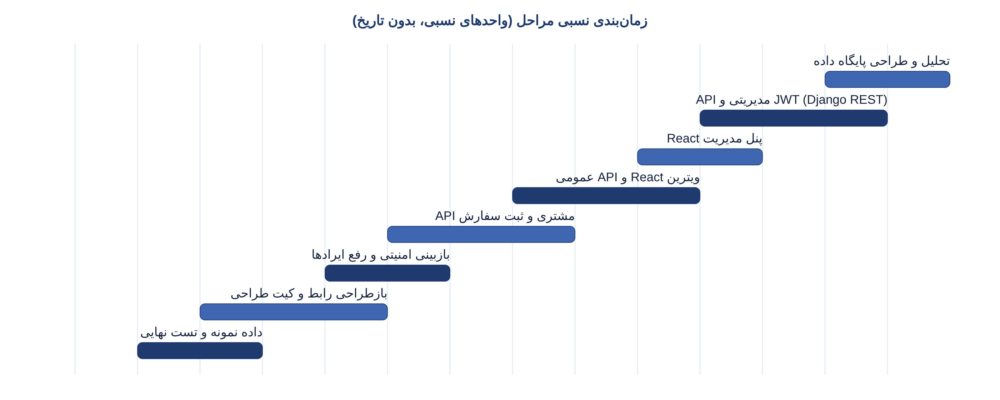 زمان‌بندی نسبی مراحل (واحدهای نسبی، بدون تاریخ)
تحلیل و طراحی پایگاه داده
API مدیریتی و JWT (Django REST)
پنل مدیریت React
ویترین React و API عمومی
مشتری و ثبت سفارش API
بازبینی امنیتی و رفع ایرادها
بازطراحی رابط و کیت طراحی
داده نمونه و تست نهایی